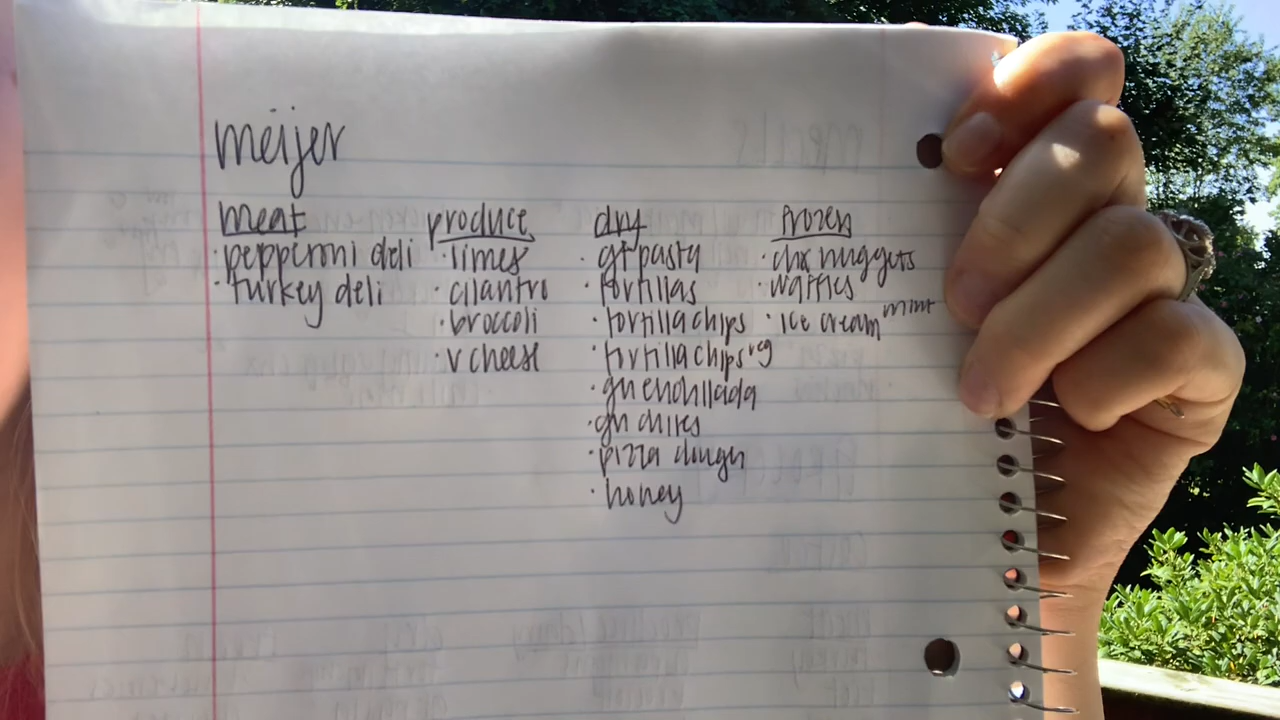 meijer
meat
· pepperoni deli
· turkey deli
produce
· limes
· cilantro
· broccoli
· v cheese
dry
· gf pasta
· tortillas
· tortilla chips
· tortilla chips reg
· gn enchillada
· gn chiles
· pizza dough
· honey
frozen
· chx nuggets
· waffles
· ice cream mint